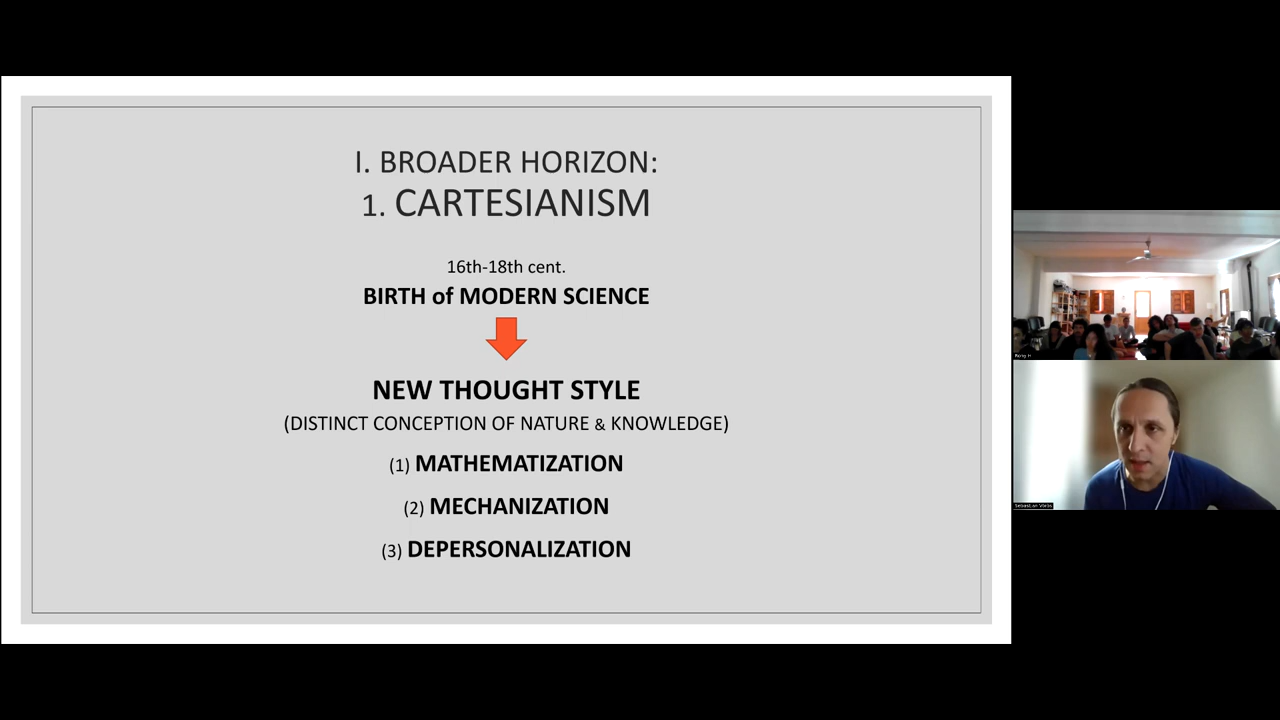 I. BROADER HORIZON:
1. CARTESIANISM
16th-18th cent.
BIRTH of MODERN SCIENCE
NEW THOUGHT STYLE
(DISTINCT CONCEPTION OF NATURE & KNOWLEDGE)
(1) MATHEMATIZATION
(2) MECHANIZATION
(3) DEPERSONALIZATION